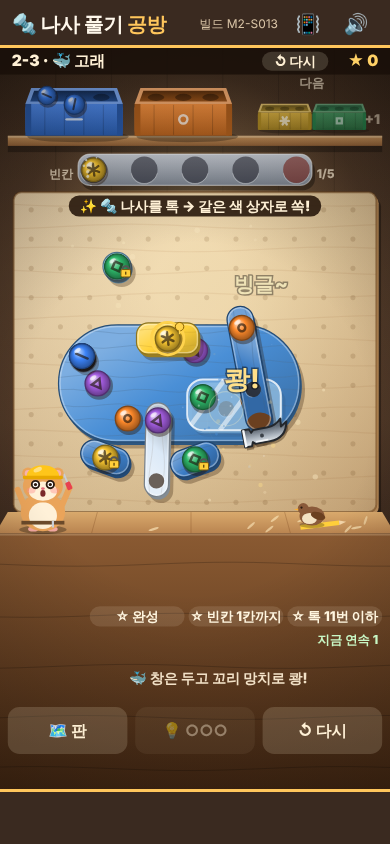 나사 풀기 공방
빌드 M2-S013
2-3 · 고래
다시
★ 0
다음
+1
빈칸
1/5
나사를 톡 → 같은 색 상자로 쏙!
빙글~
쾅!
☆ 완성
☆ 빈칸 1칸까지
☆ 톡 11번 이하
지금 연속 1
창은 두고 꼬리 망치로 쾅!
판
다시